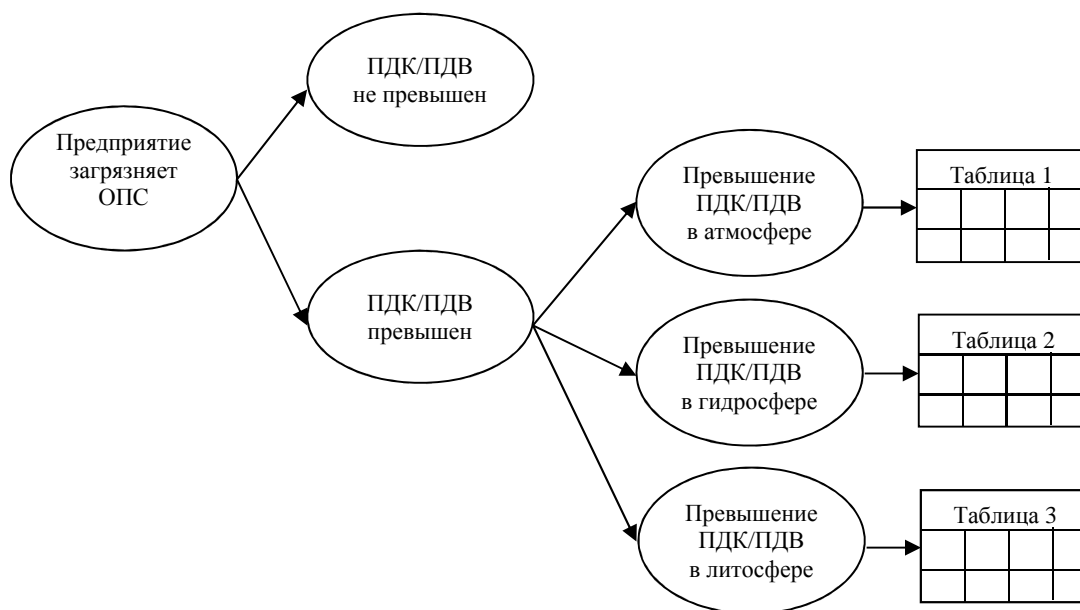 ПДК/ПДВ
не превышен
Предприятие
загрязняет
ОПС
Превышение
ПДК/ПДВ
в атмосфере
Таблица 1
ПДК/ПДВ
превышен
Превышение
ПДК/ПДВ
в гидросфере
Таблица 2
Превышение
ПДК/ПДВ
в литосфере
Таблица 3